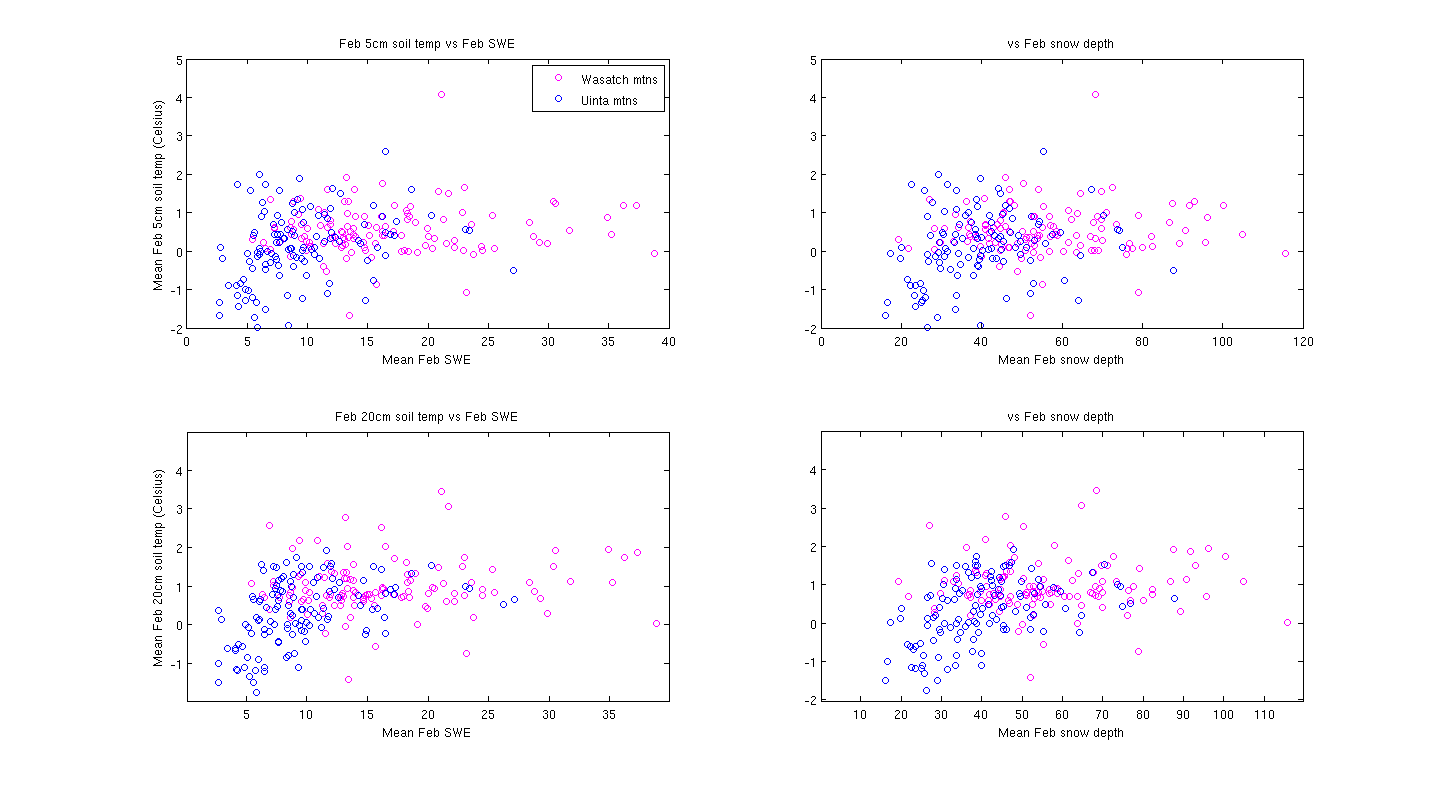 Feb 5cm soil temp vs Feb SWE
Mean Feb 5cm soil temp (Celsius)
5
4
3
2
1
0
-1
-2
Wasatch mtns
Uinta mtns
0 5 10 15 20 25 30 35 40
Mean Feb SWE
vs Feb snow depth
5
4
3
2
1
0
-1
-2
0 20 40 60 80 100 120
Mean Feb snow depth
Feb 20cm soil temp vs Feb SWE
Mean Feb 20cm soil temp (Celsius)
4
3
2
1
0
-1
5 10 15 20 25 30 35
Mean Feb SWE
vs Feb snow depth
4
3
2
1
0
-1
-2
10 20 30 40 50 60 70 80 90 100 110
Mean Feb snow depth